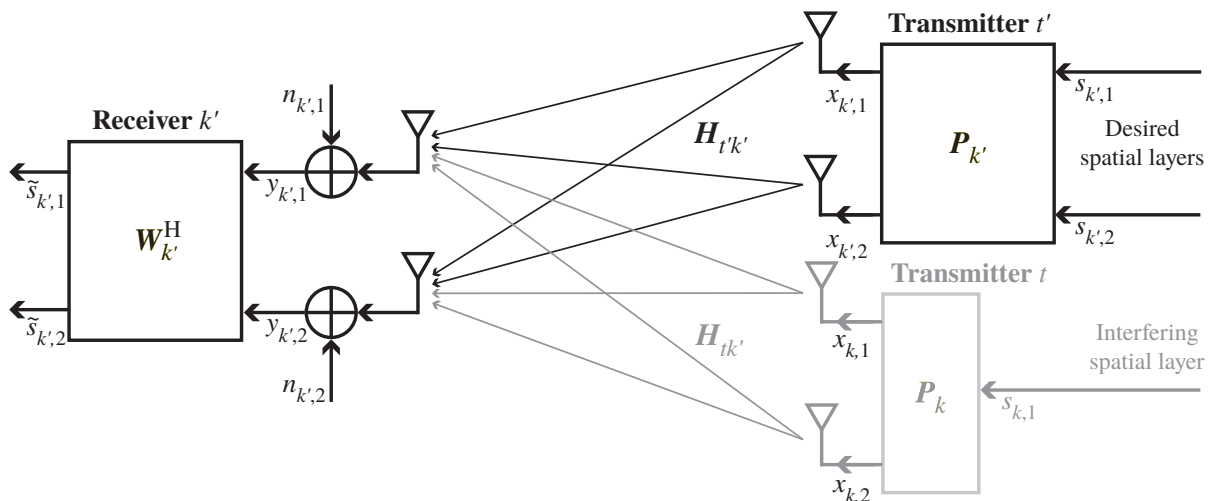 Transmitter t′
n_{k′,1}
x_{k′,1}
s_{k′,1}
Receiver k′
H_{t′k′}
P_{k′}
Desired
spatial layers
s̃_{k′,1}
y_{k′,1}
W_{k′}^H
x_{k′,2}
s_{k′,2}
Transmitter t
s̃_{k′,2}
y_{k′,2}
H_{tk′}
x_{k,1}
Interfering
spatial layer
n_{k′,2}
P_k
s_{k,1}
x_{k,2}